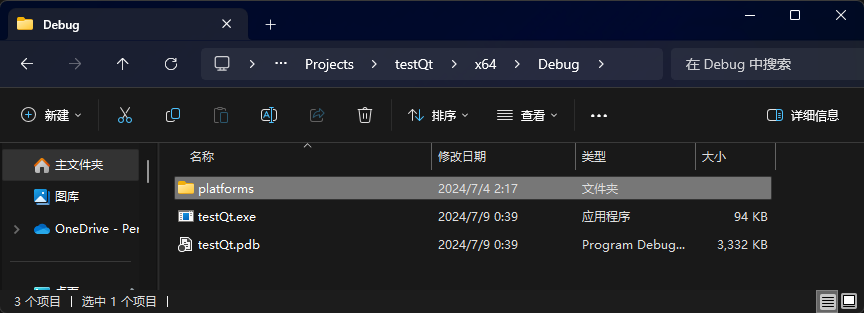 Debug
Projects testQt x64 Debug 在 Debug 中搜索
新建 排序 查看 详细信息
名称 修改日期 类型 大小
主文件夹
platforms 2024/7/4 2:17 文件夹
图库
testQt.exe 2024/7/9 0:39 应用程序 94 KB
OneDrive - Per
testQt.pdb 2024/7/9 0:39 Program Debug... 3,332 KB
3 个项目 选中 1 个项目